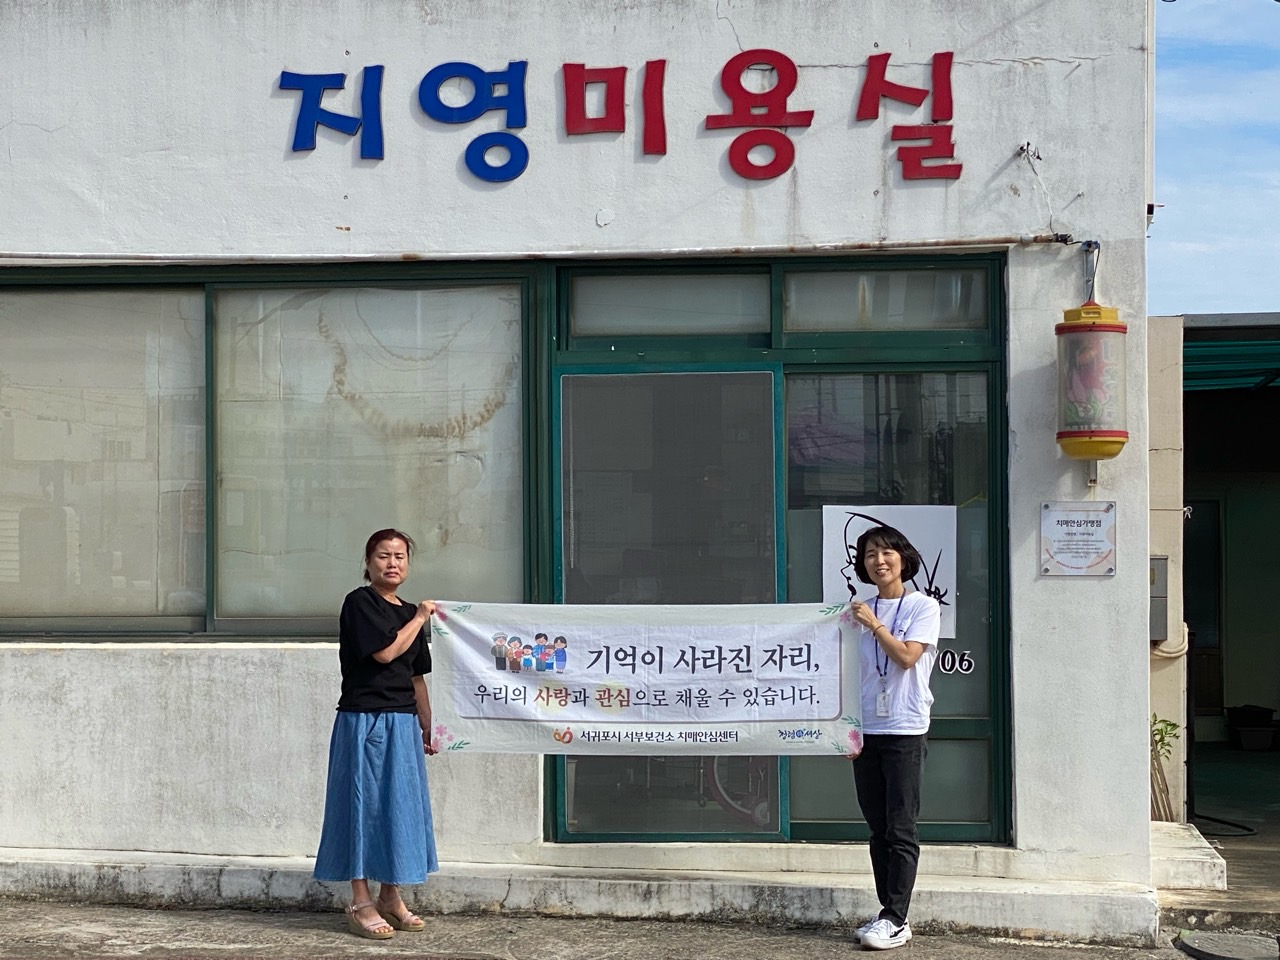 지영미용실
치매안심가맹점
06
기억이 사라진 자리,
우리의 사랑과 관심으로 채울 수 있습니다.
서귀포시 서부보건소 치매안심센터